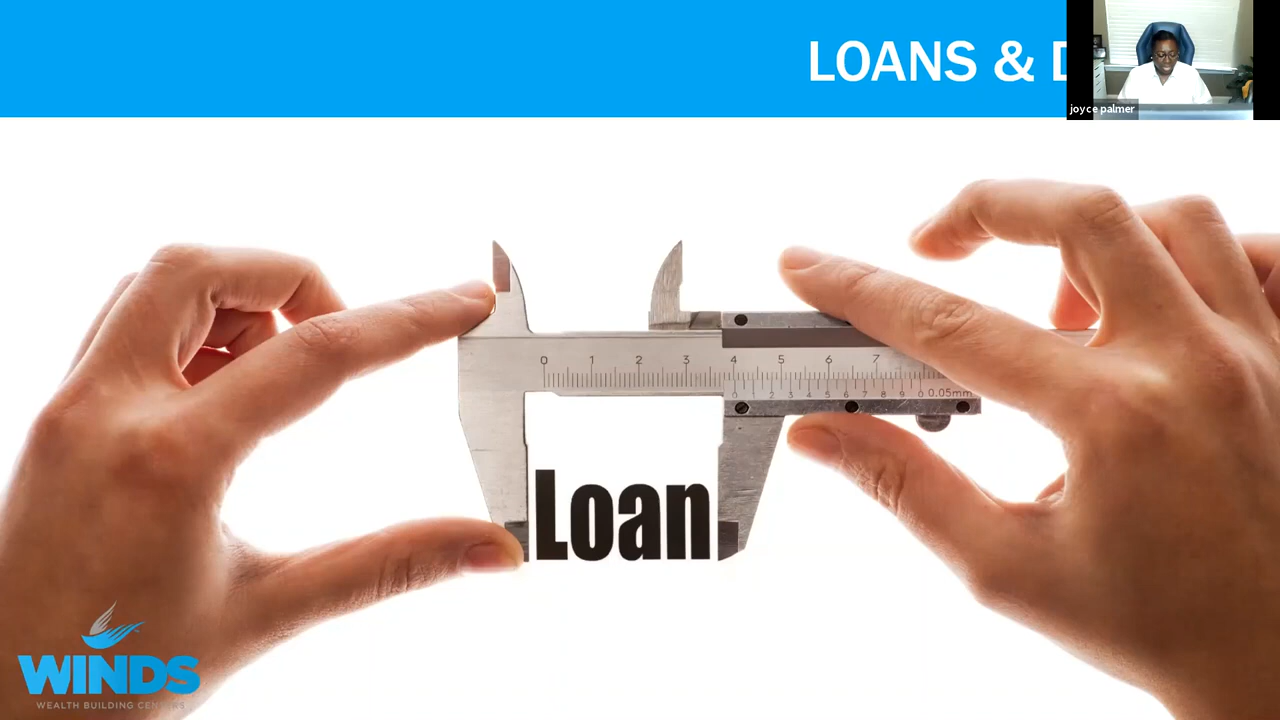 LOANS &
joyce palmer
0 1 2 3 4 5 6 7
0 1 2 3 4 5 6 7 8 9 0 0.05mm
Loan
WINDS
WEALTH BUILDING CENTERS